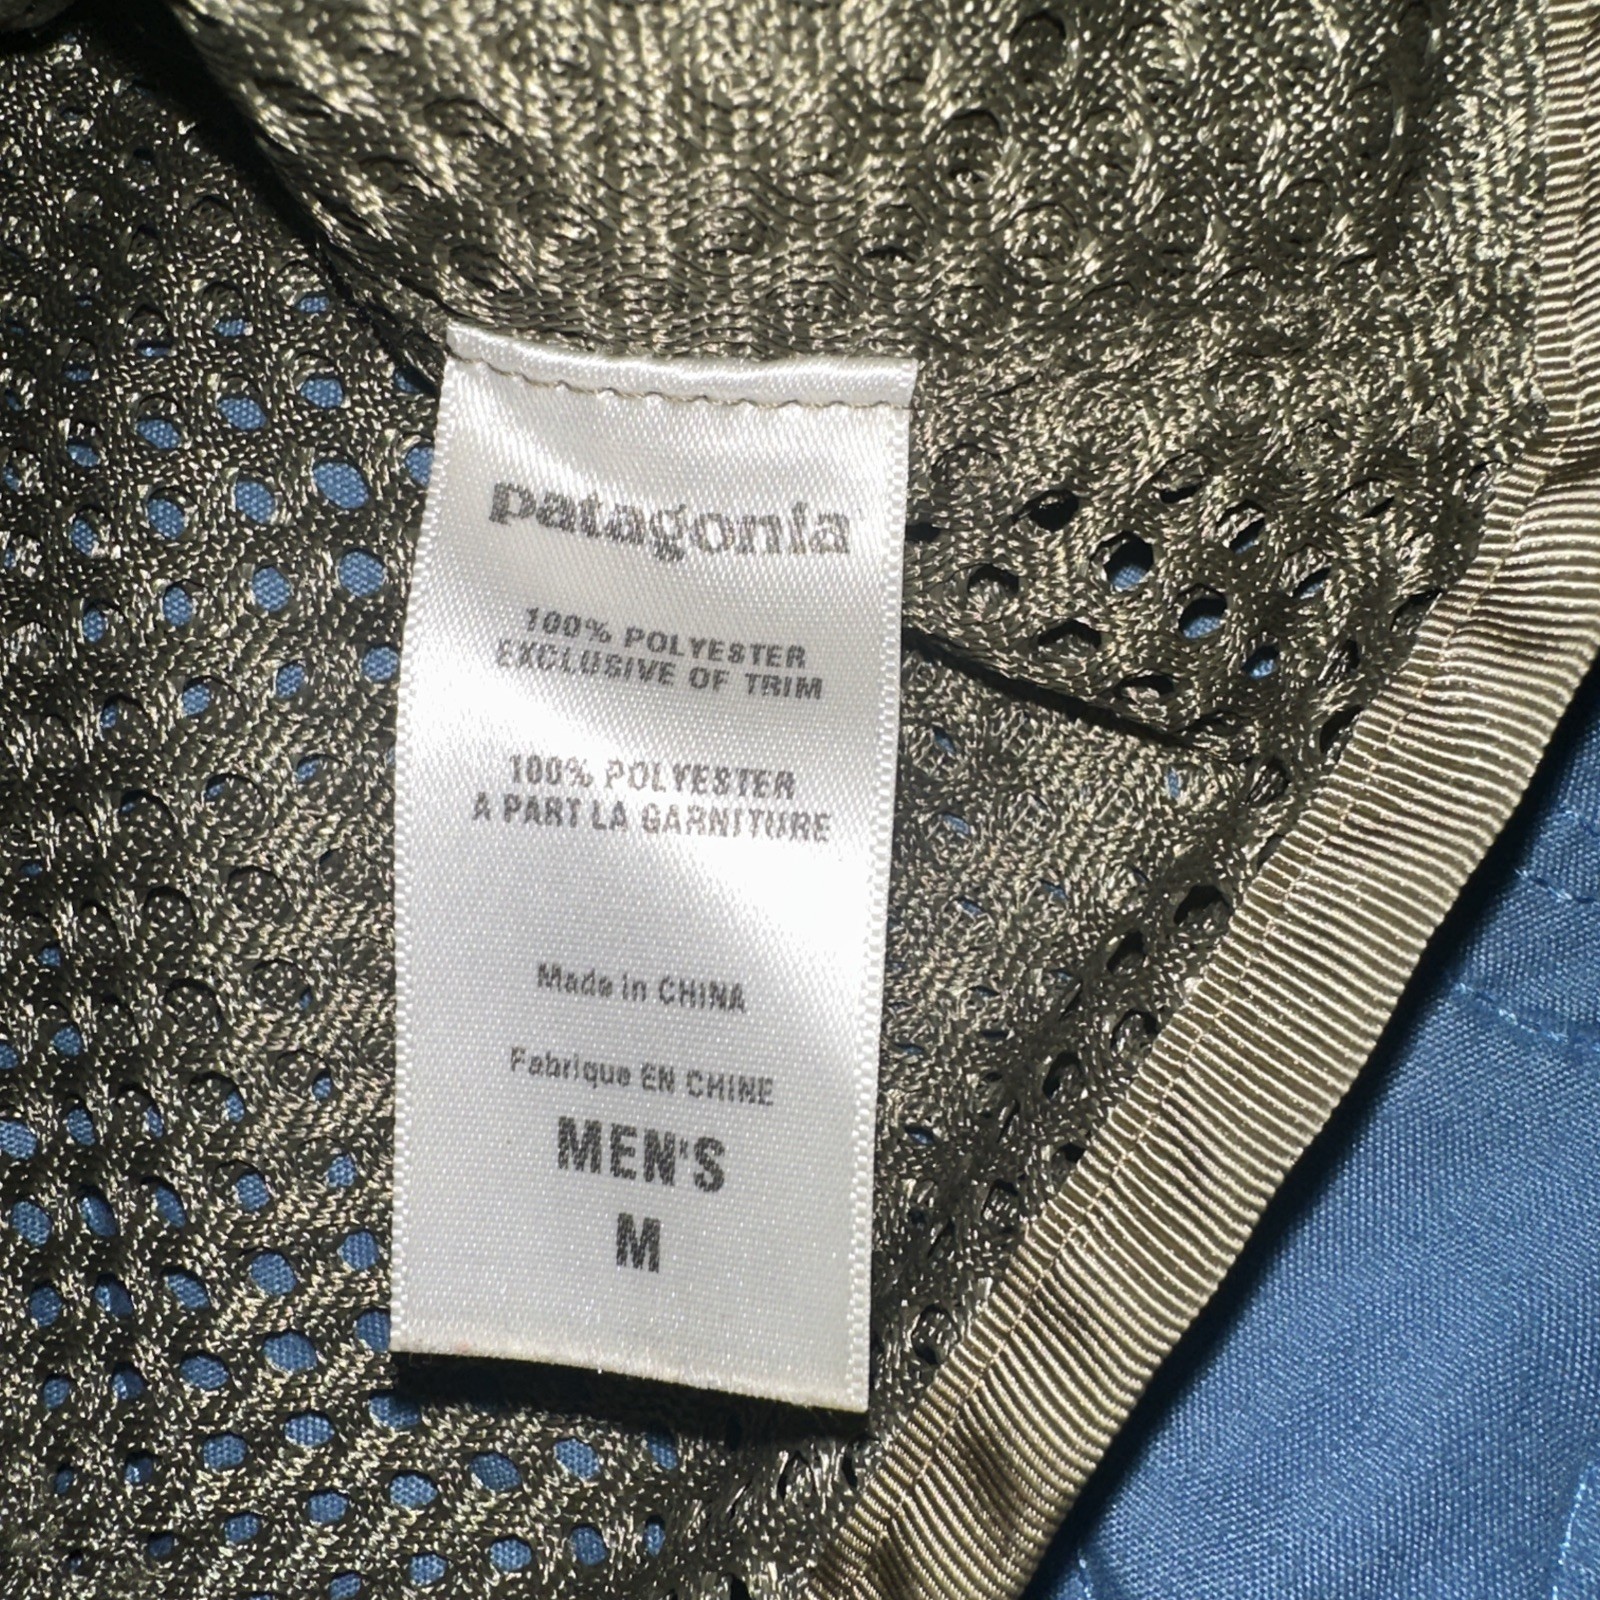 patagonia
100% POLYESTER
EXCLUSIVE OF TRIM
100% POLYESTER
A PART LA GARNITURE
Made in CHINA
Fabrique EN CHINE
MEN'S
M